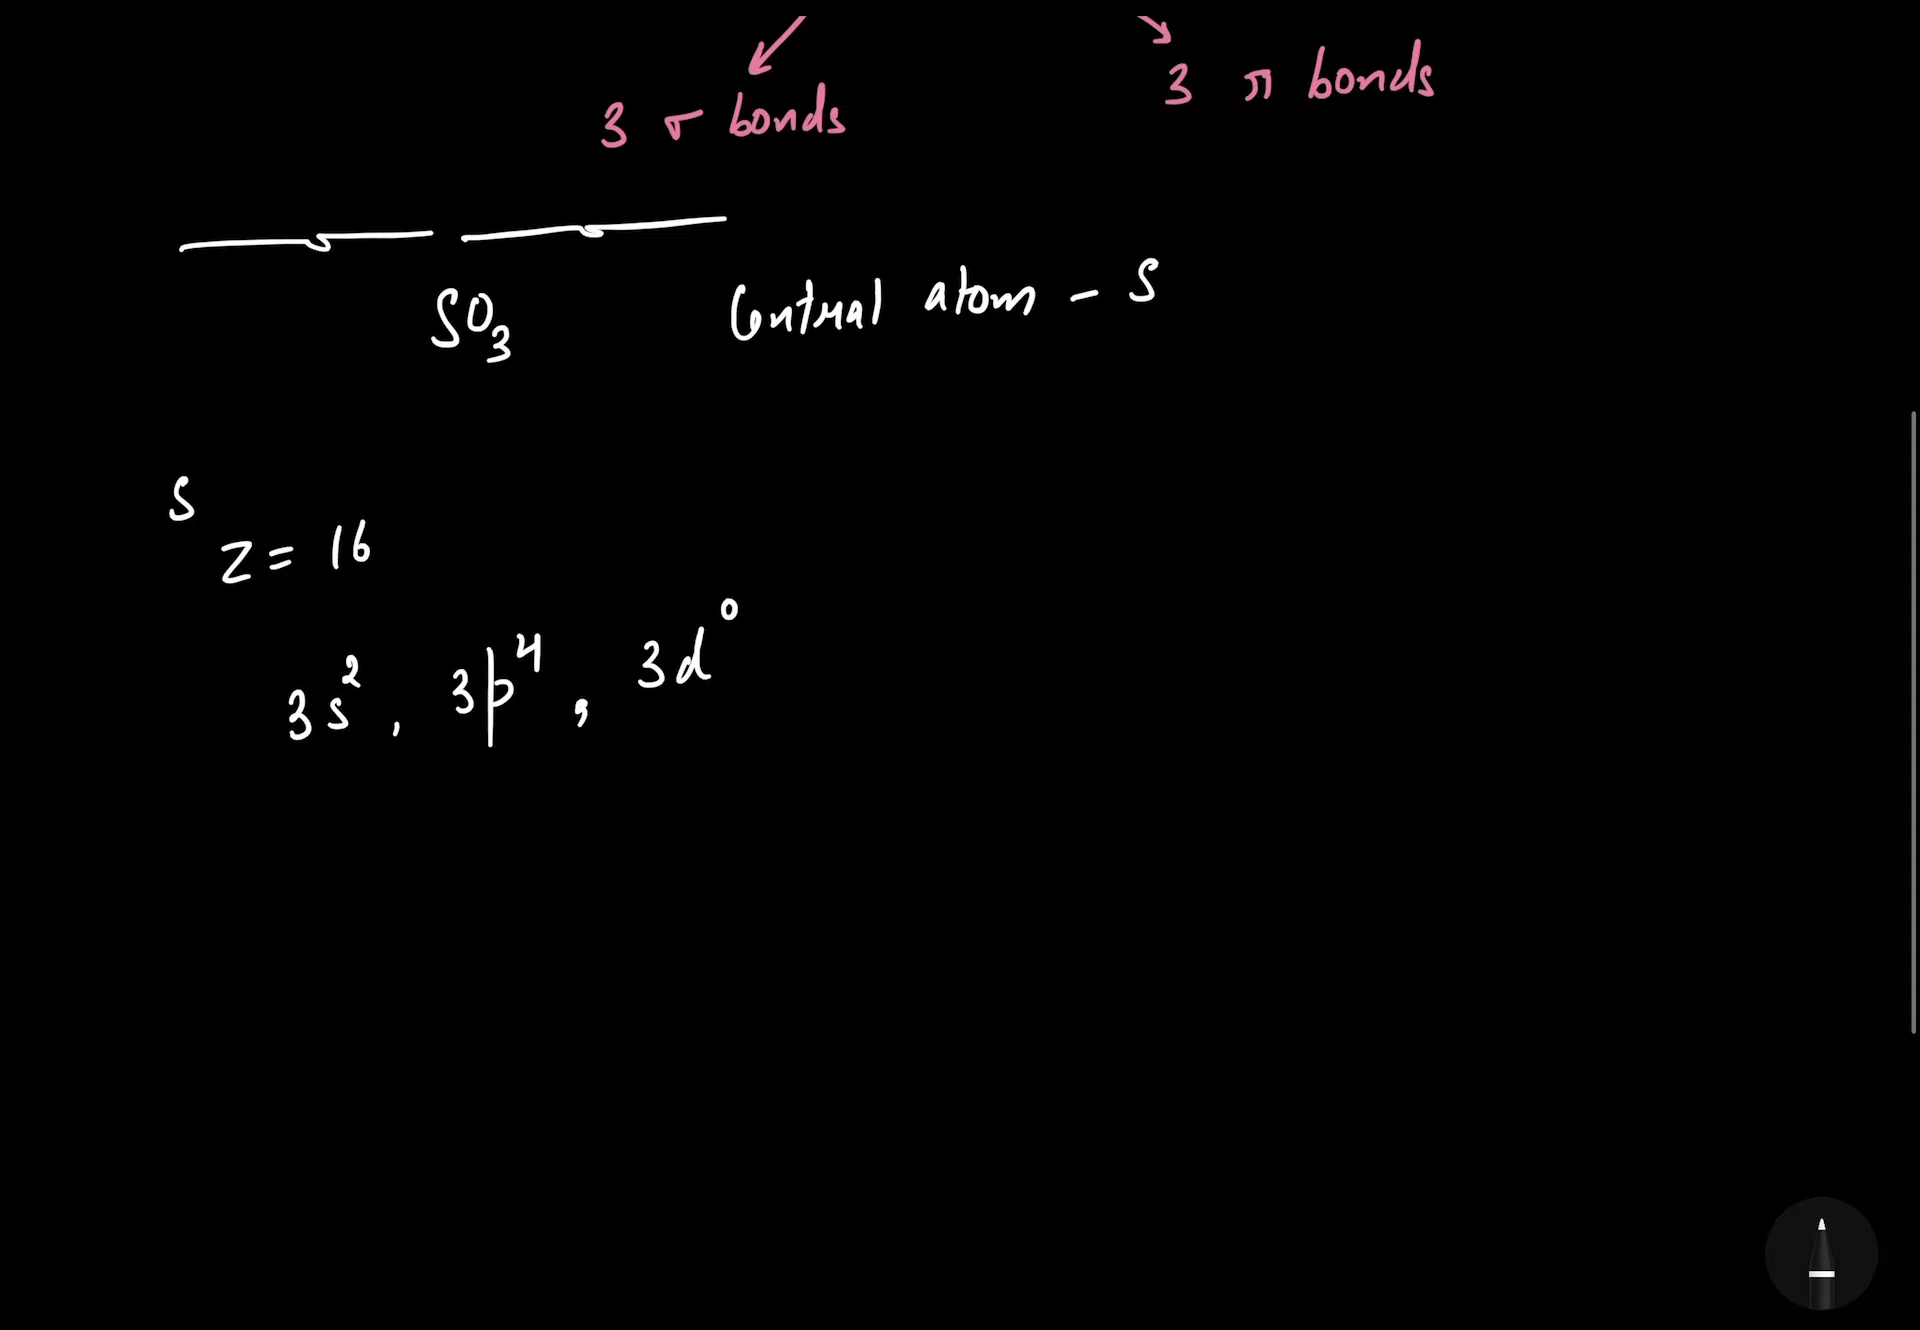 3 σ bonds 3 π bonds
SO₃ Central atom - S
S
Z = 16
3s², 3p⁴, 3d⁰